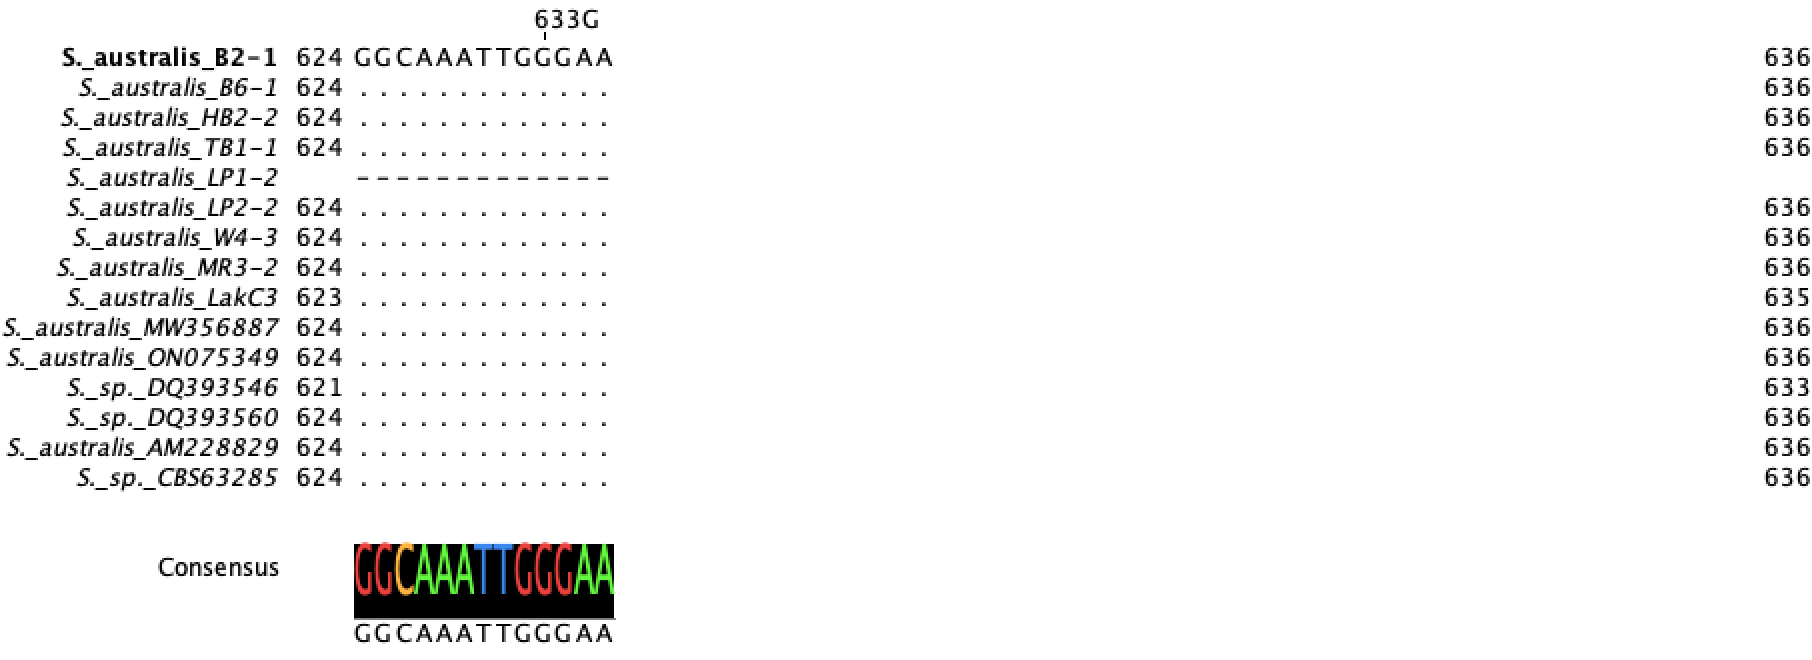 633G
S._australis_B2-1 624 GGCAAATTGGGAA 636
S._australis_B6-1 624 . . . . . . . . . . . . . 636
S._australis_HB2-2 624 . . . . . . . . . . . . . 636
S._australis_TB1-1 624 . . . . . . . . . . . . . 636
S._australis_LP1-2 - - - - - - - - - - - - -
S._australis_LP2-2 624 . . . . . . . . . . . . . 636
S._australis_W4-3 624 . . . . . . . . . . . . . 636
S._australis_MR3-2 624 . . . . . . . . . . . . . 636
S._australis_LakC3 623 . . . . . . . . . . . . . 635
S._australis_MW356887 624 . . . . . . . . . . . . . 636
S._australis_ON075349 624 . . . . . . . . . . . . . 636
S._sp._DQ393546 621 . . . . . . . . . . . . . 633
S._sp._DQ393560 624 . . . . . . . . . . . . . 636
S._australis_AM228829 624 . . . . . . . . . . . . . 636
S._sp._CBS63285 624 . . . . . . . . . . . . . 636
Consensus GGCAAATTGGGAA
GGCAAATTGGGAA